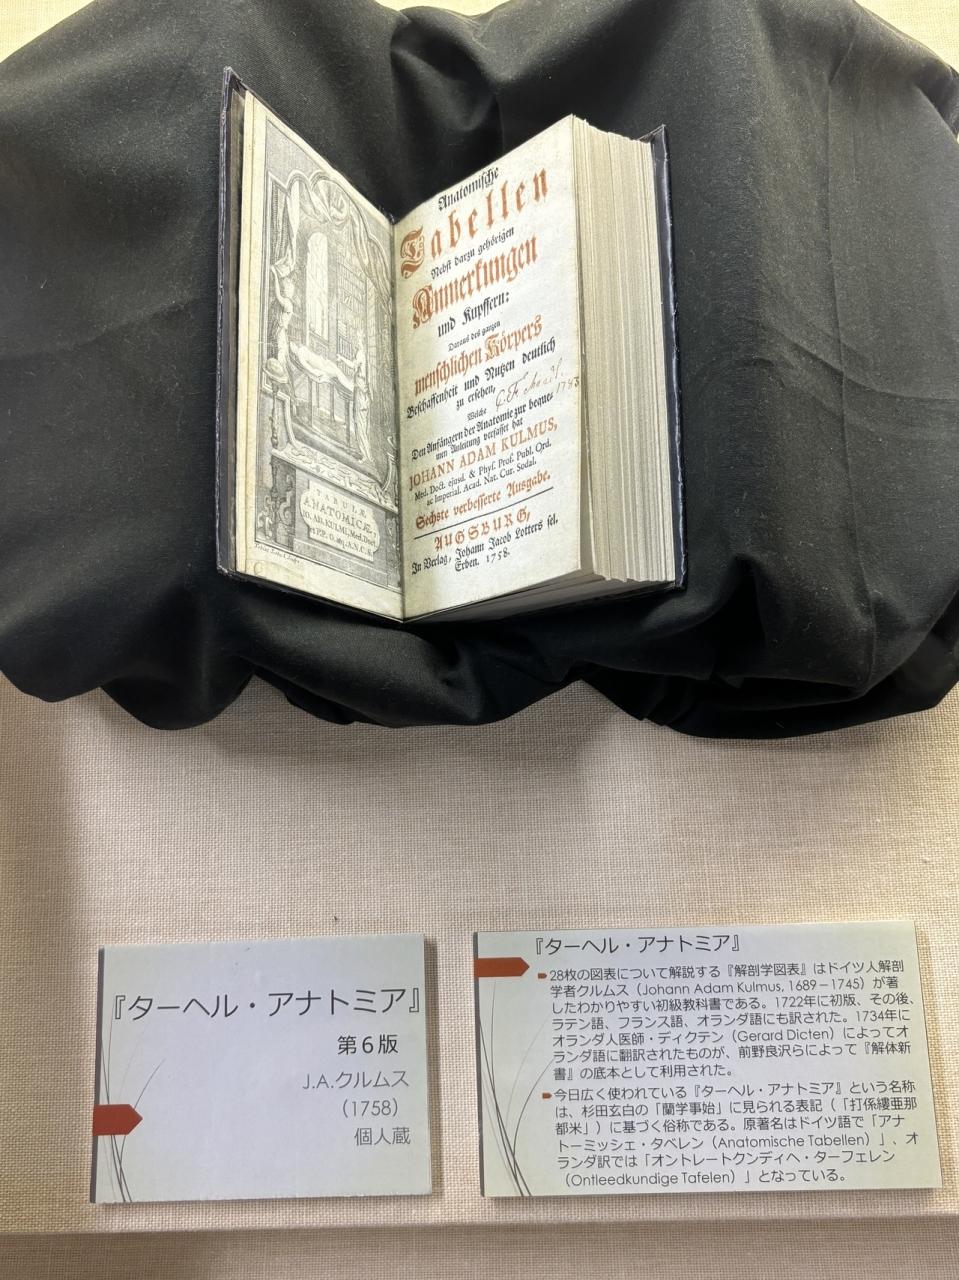 TABULÆ
ANATOMICÆ
IO. AD. KULMI, Med. Doct.
Anatomiſche
Tabellen
Nebſt darzu gehörigen
Anmerkungen
und Kupffern:
Daraus des ganzen
menſchlichen Körpers
Beſchaffenheit und Nutzen deutlich
zu erſehen,
Welche
1783
Den Anfängern der Anatomie zur beque-
men Anleitung verfaſſet hat
JOHANN ADAM KULMUS,
Med. Doct. ejusd. & Phyſ. Prof. Publ. Ord.
ac Imperial. Acad. Nat. Cur. Sodal.
Sechste verbeſſerte Ausgabe.
AUGSBURG,
In Verlag, Johann Jacob Lotters ſel.
Erben. 1758.
『ターヘル・アナトミア』
第6版
J.A.クルムス
（1758）
個人蔵
『ターヘル・アナトミア』
28枚の図表について解説する『解剖学図表』はドイツ人解剖
学者クルムス（Johann Adam Kulmus, 1689－1745）が著
したわかりやすい初級教科書である。1722年に初版、その後、
ラテン語、フランス語、オランダ語にも訳された。1734年に
オランダ人医師・ディクテン（Gerard Dicten）によってオ
ランダ語に翻訳されたものが、前野良沢らによって『解体新
書』の底本として利用された。
今日広く使われている『ターヘル・アナトミア』という名称
は、杉田玄白の「蘭学事始」に見られる表記（「打係縷亜那
都米」）に基づく俗称である。原著名はドイツ語で「アナ
トーミッシェ・タベレン（Anatomische Tabellen）」、オ
ランダ訳では「オントレートクンディヘ・ターフェレン
（Ontleedkundige Tafelen）」となっている。